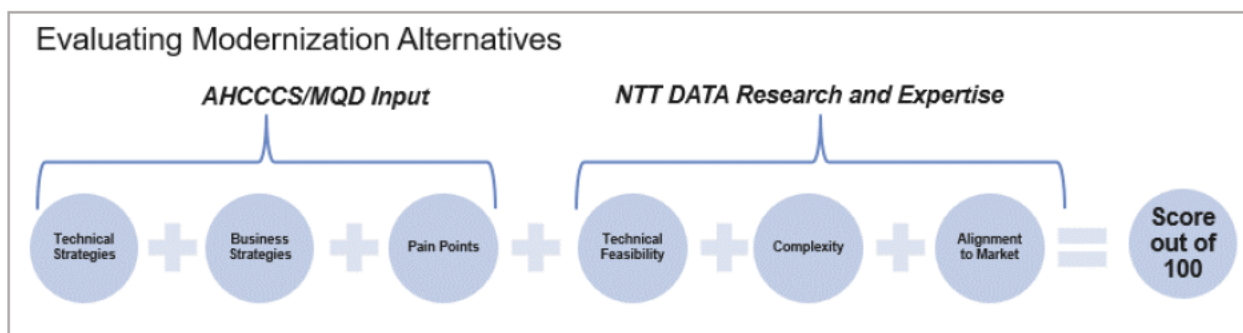 Evaluating Modernization Alternatives
AHCCCS/MQD Input
NTT DATA Research and Expertise
Technical
Strategies
Business
Strategies
Pain Points
Technical
Feasibility
Complexity
Alignment
to Market
Score
out of
100